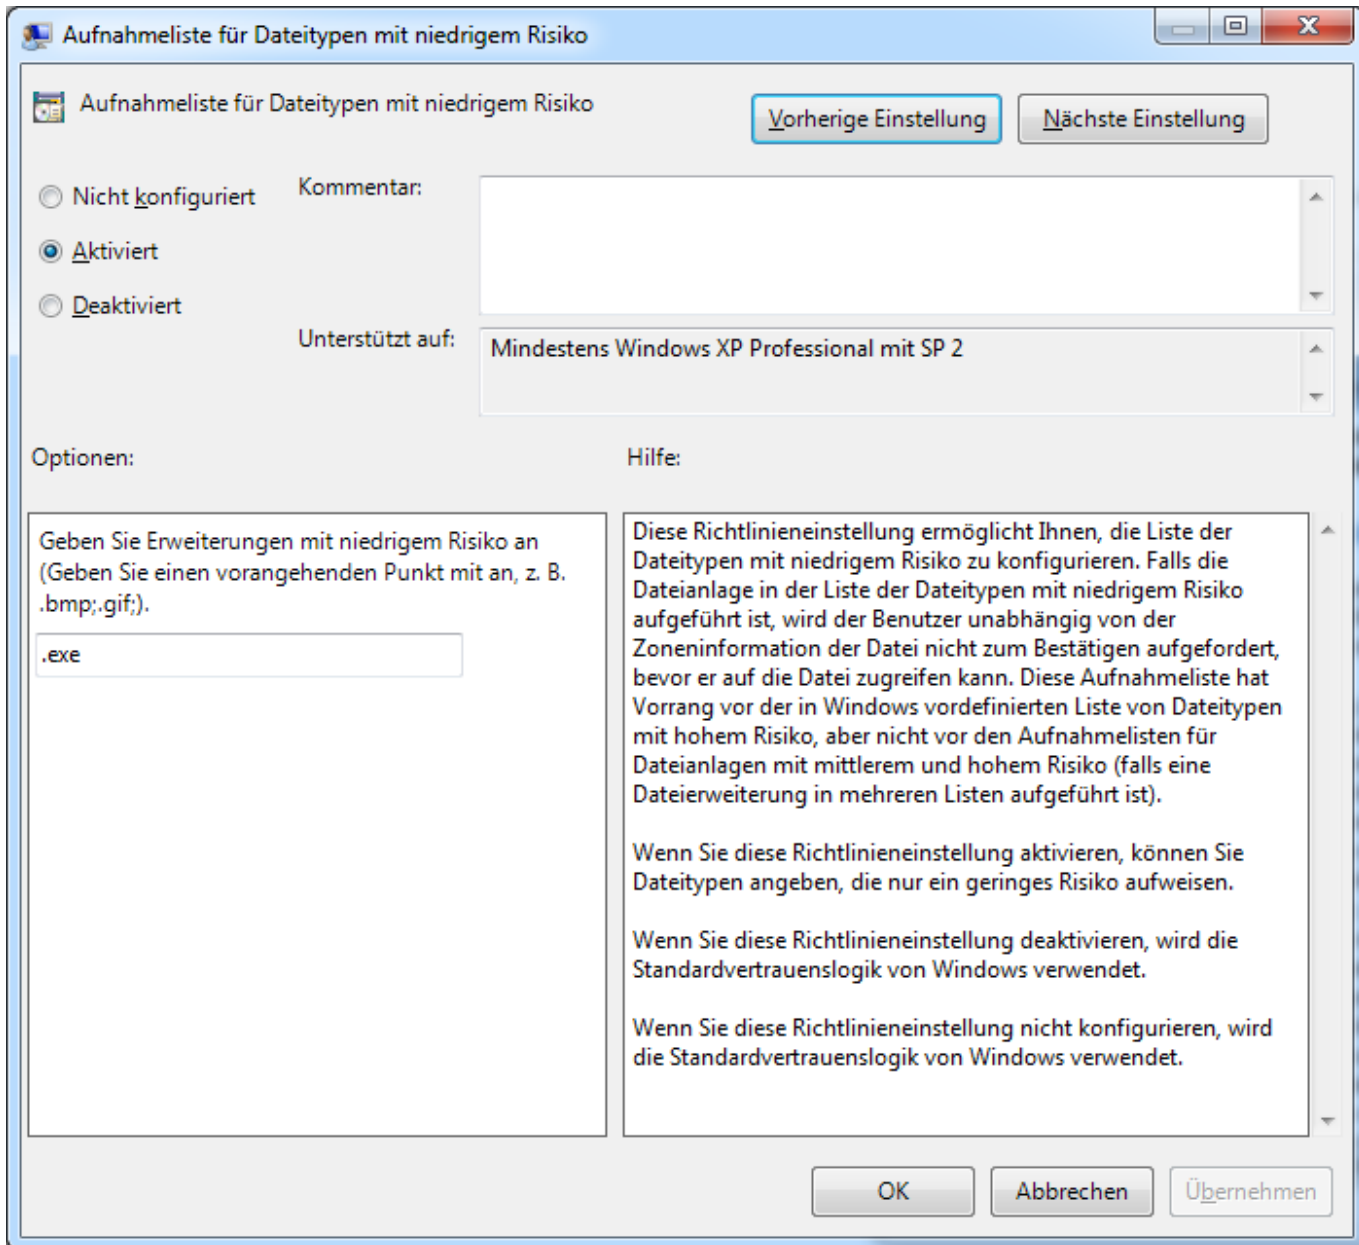 Aufnahmeliste für Dateitypen mit niedrigem Risiko
Aufnahmeliste für Dateitypen mit niedrigem Risiko
Vorherige Einstellung
Nächste Einstellung
Nicht konfiguriert
Aktiviert
Deaktiviert
Kommentar:
Unterstützt auf:
Mindestens Windows XP Professional mit SP 2
Optionen:
Hilfe:
Geben Sie Erweiterungen mit niedrigem Risiko an
(Geben Sie einen vorangehenden Punkt mit an, z. B.
.bmp;.gif;).
.exe
Diese Richtlinieneinstellung ermöglicht Ihnen, die Liste der
Dateitypen mit niedrigem Risiko zu konfigurieren. Falls die
Dateianlage in der Liste der Dateitypen mit niedrigem Risiko
aufgeführt ist, wird der Benutzer unabhängig von der
Zoneninformation der Datei nicht zum Bestätigen aufgefordert,
bevor er auf die Datei zugreifen kann. Diese Aufnahmeliste hat
Vorrang vor der in Windows vordefinierten Liste von Dateitypen
mit hohem Risiko, aber nicht vor den Aufnahmelisten für
Dateianlagen mit mittlerem und hohem Risiko (falls eine
Dateierweiterung in mehreren Listen aufgeführt ist).
Wenn Sie diese Richtlinieneinstellung aktivieren, können Sie
Dateitypen angeben, die nur ein geringes Risiko aufweisen.
Wenn Sie diese Richtlinieneinstellung deaktivieren, wird die
Standardvertrauenslogik von Windows verwendet.
Wenn Sie diese Richtlinieneinstellung nicht konfigurieren, wird
die Standardvertrauenslogik von Windows verwendet.
OK
Abbrechen
Übernehmen